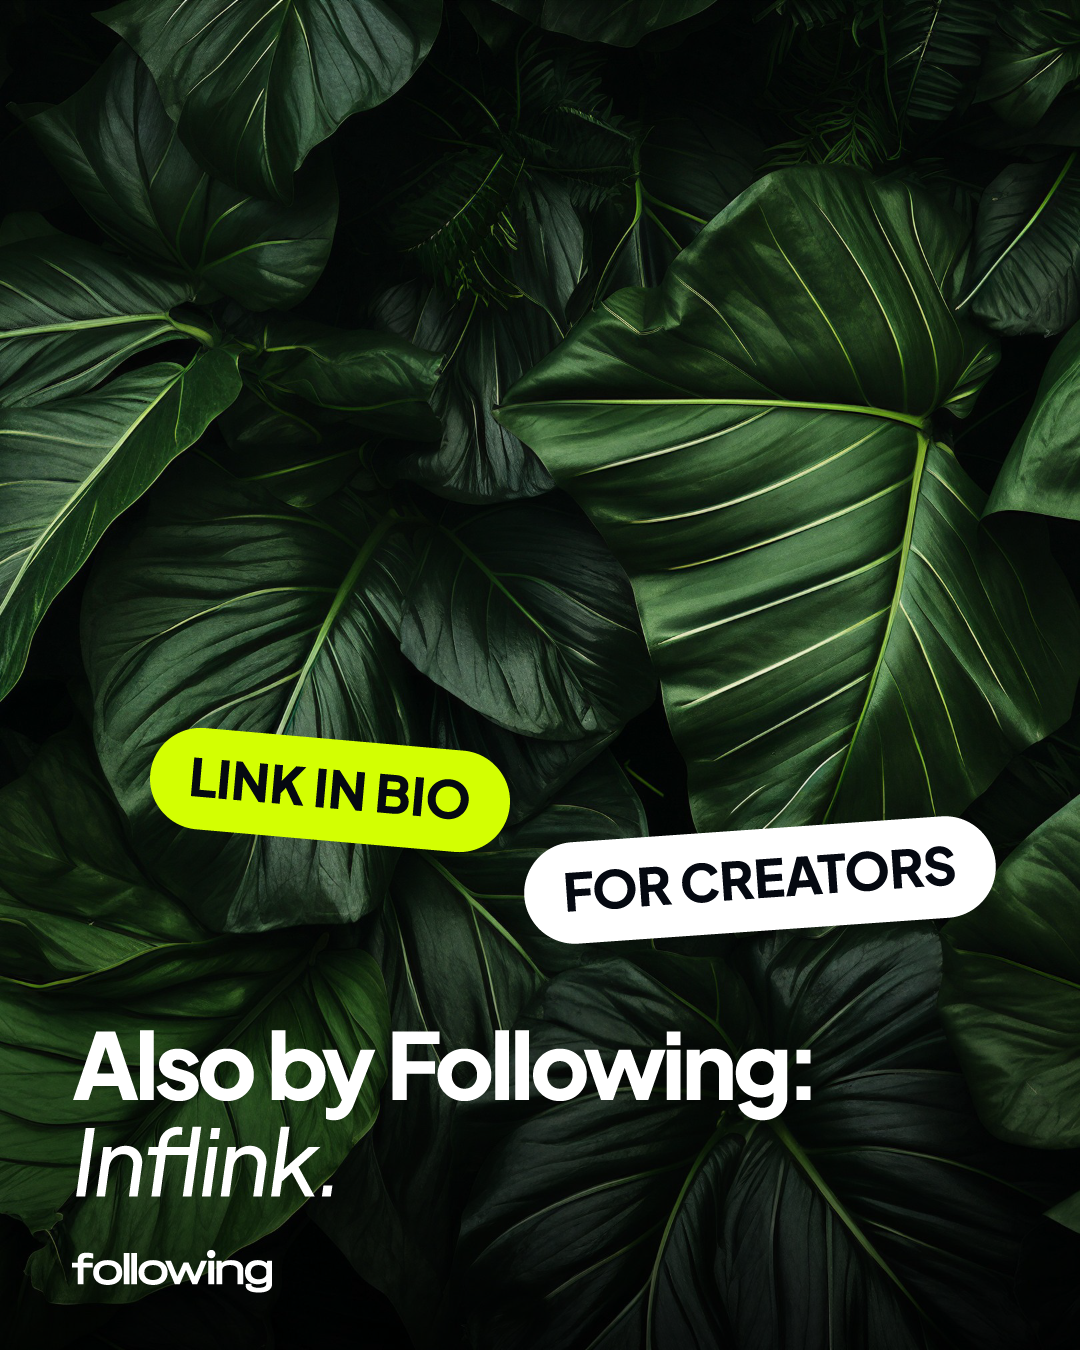 LINK IN BIO
FOR CREATORS
Also by Following:
Inflink.
following